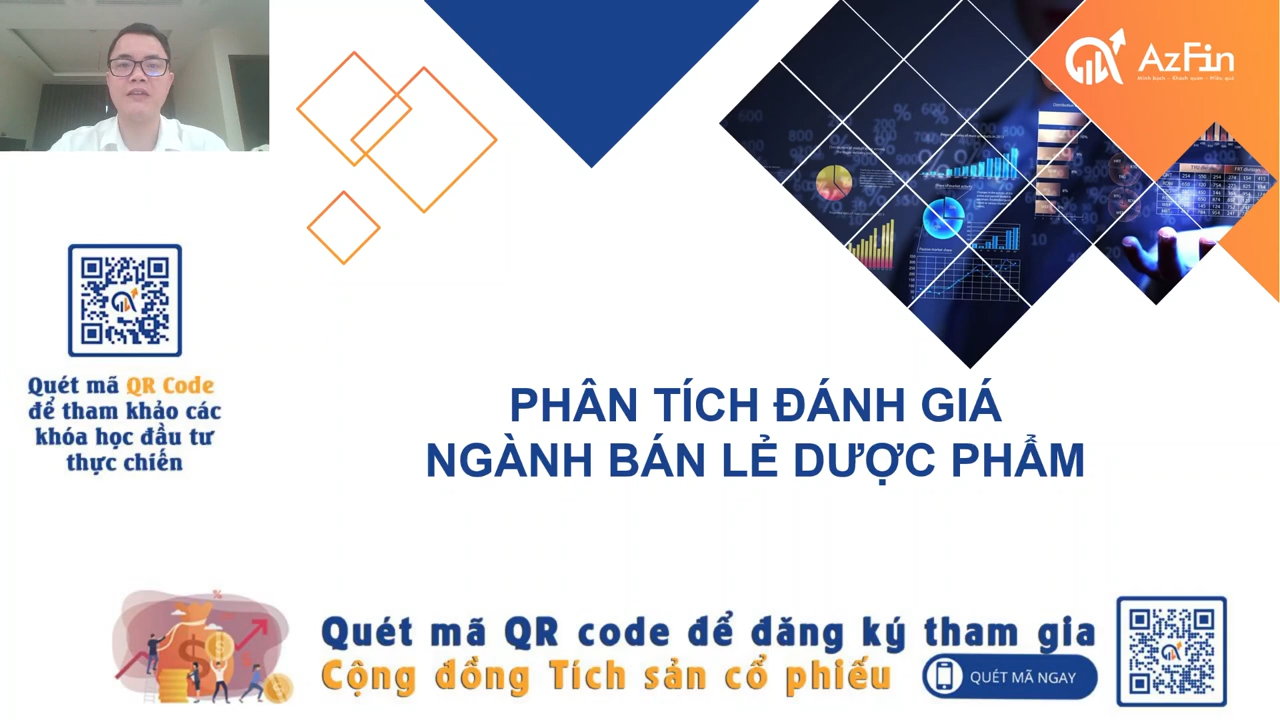 AzFin
Minh bạch - Khách quan - Hiệu quả
Quét mã QR Code
để tham khảo các
khóa học đầu tư
thực chiến
PHÂN TÍCH ĐÁNH GIÁ
NGÀNH BÁN LẺ DƯỢC PHẨM
Quét mã QR code để đăng ký tham gia
Cộng đồng Tích sản cổ phiếu
QUÉT MÃ NGAY